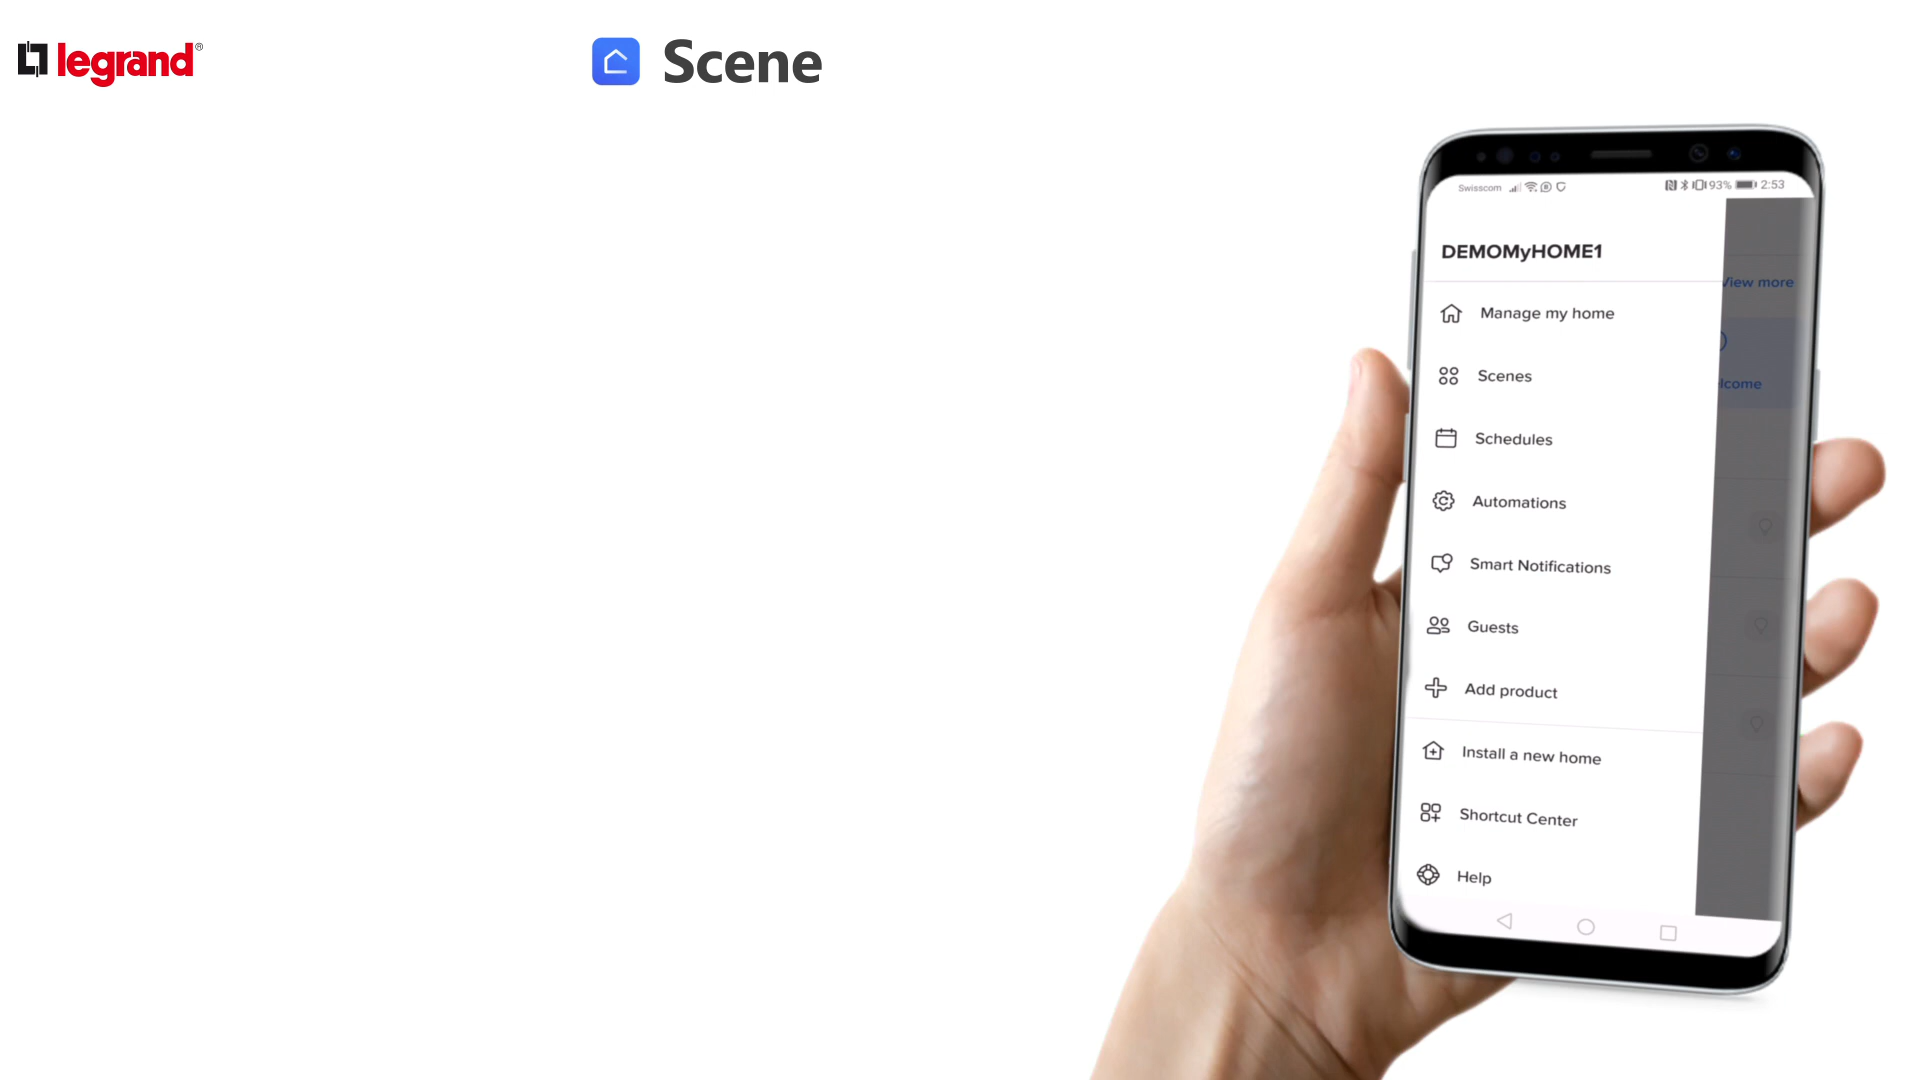 legrand®
Scene
Swisscom 93% 2:53
DEMOMyHOME1
View more
Manage my home
Scenes
lcome
Schedules
Automations
Smart Notifications
Guests
Add product
Install a new home
Shortcut Center
Help